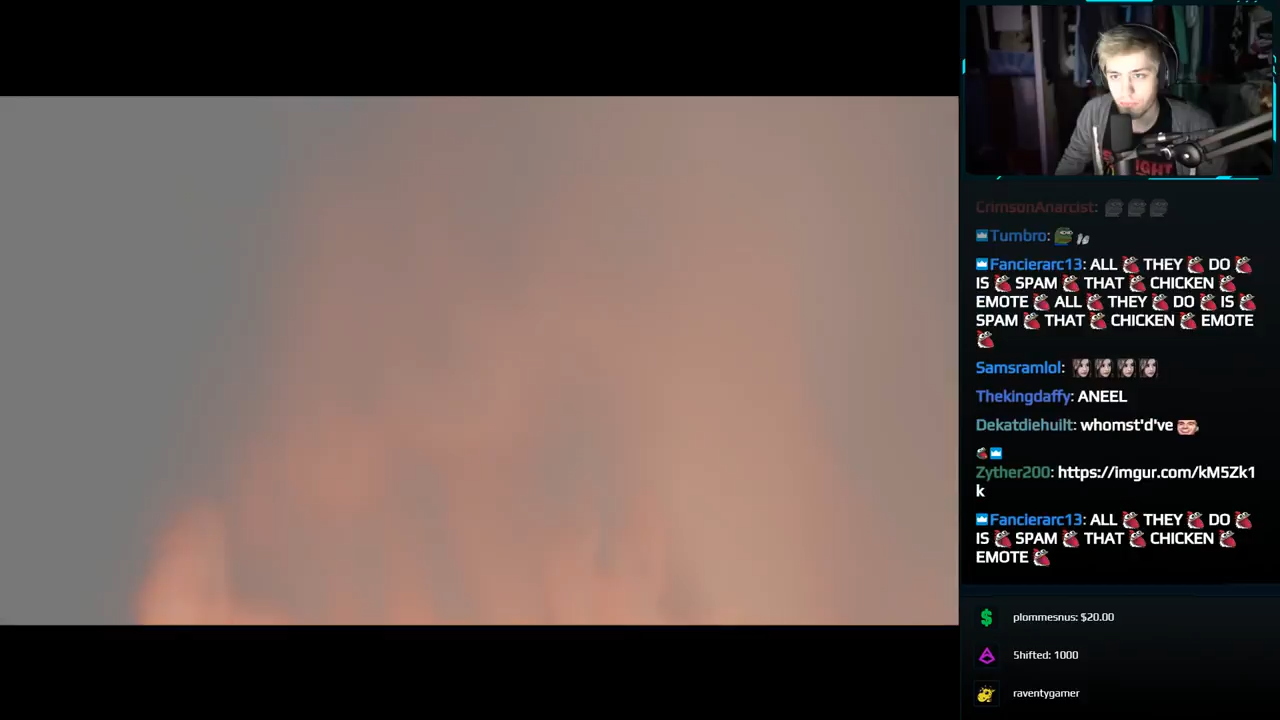 CrimsonAnarcist:
Tumbro:
Fancierarc13: ALL THEY DO
IS SPAM THAT CHICKEN
EMOTE ALL THEY DO IS
SPAM THAT CHICKEN EMOTE
Samsramlol:
Thekingdaffy: ANEEL
Dekatdiehuilt: whomst'd've
Zyther200: https://imgur.com/kM5Zk1
k
Fancierarc13: ALL THEY DO
IS SPAM THAT CHICKEN
EMOTE
plommesnus: $20.00
Shifted: 1000
raventygamer